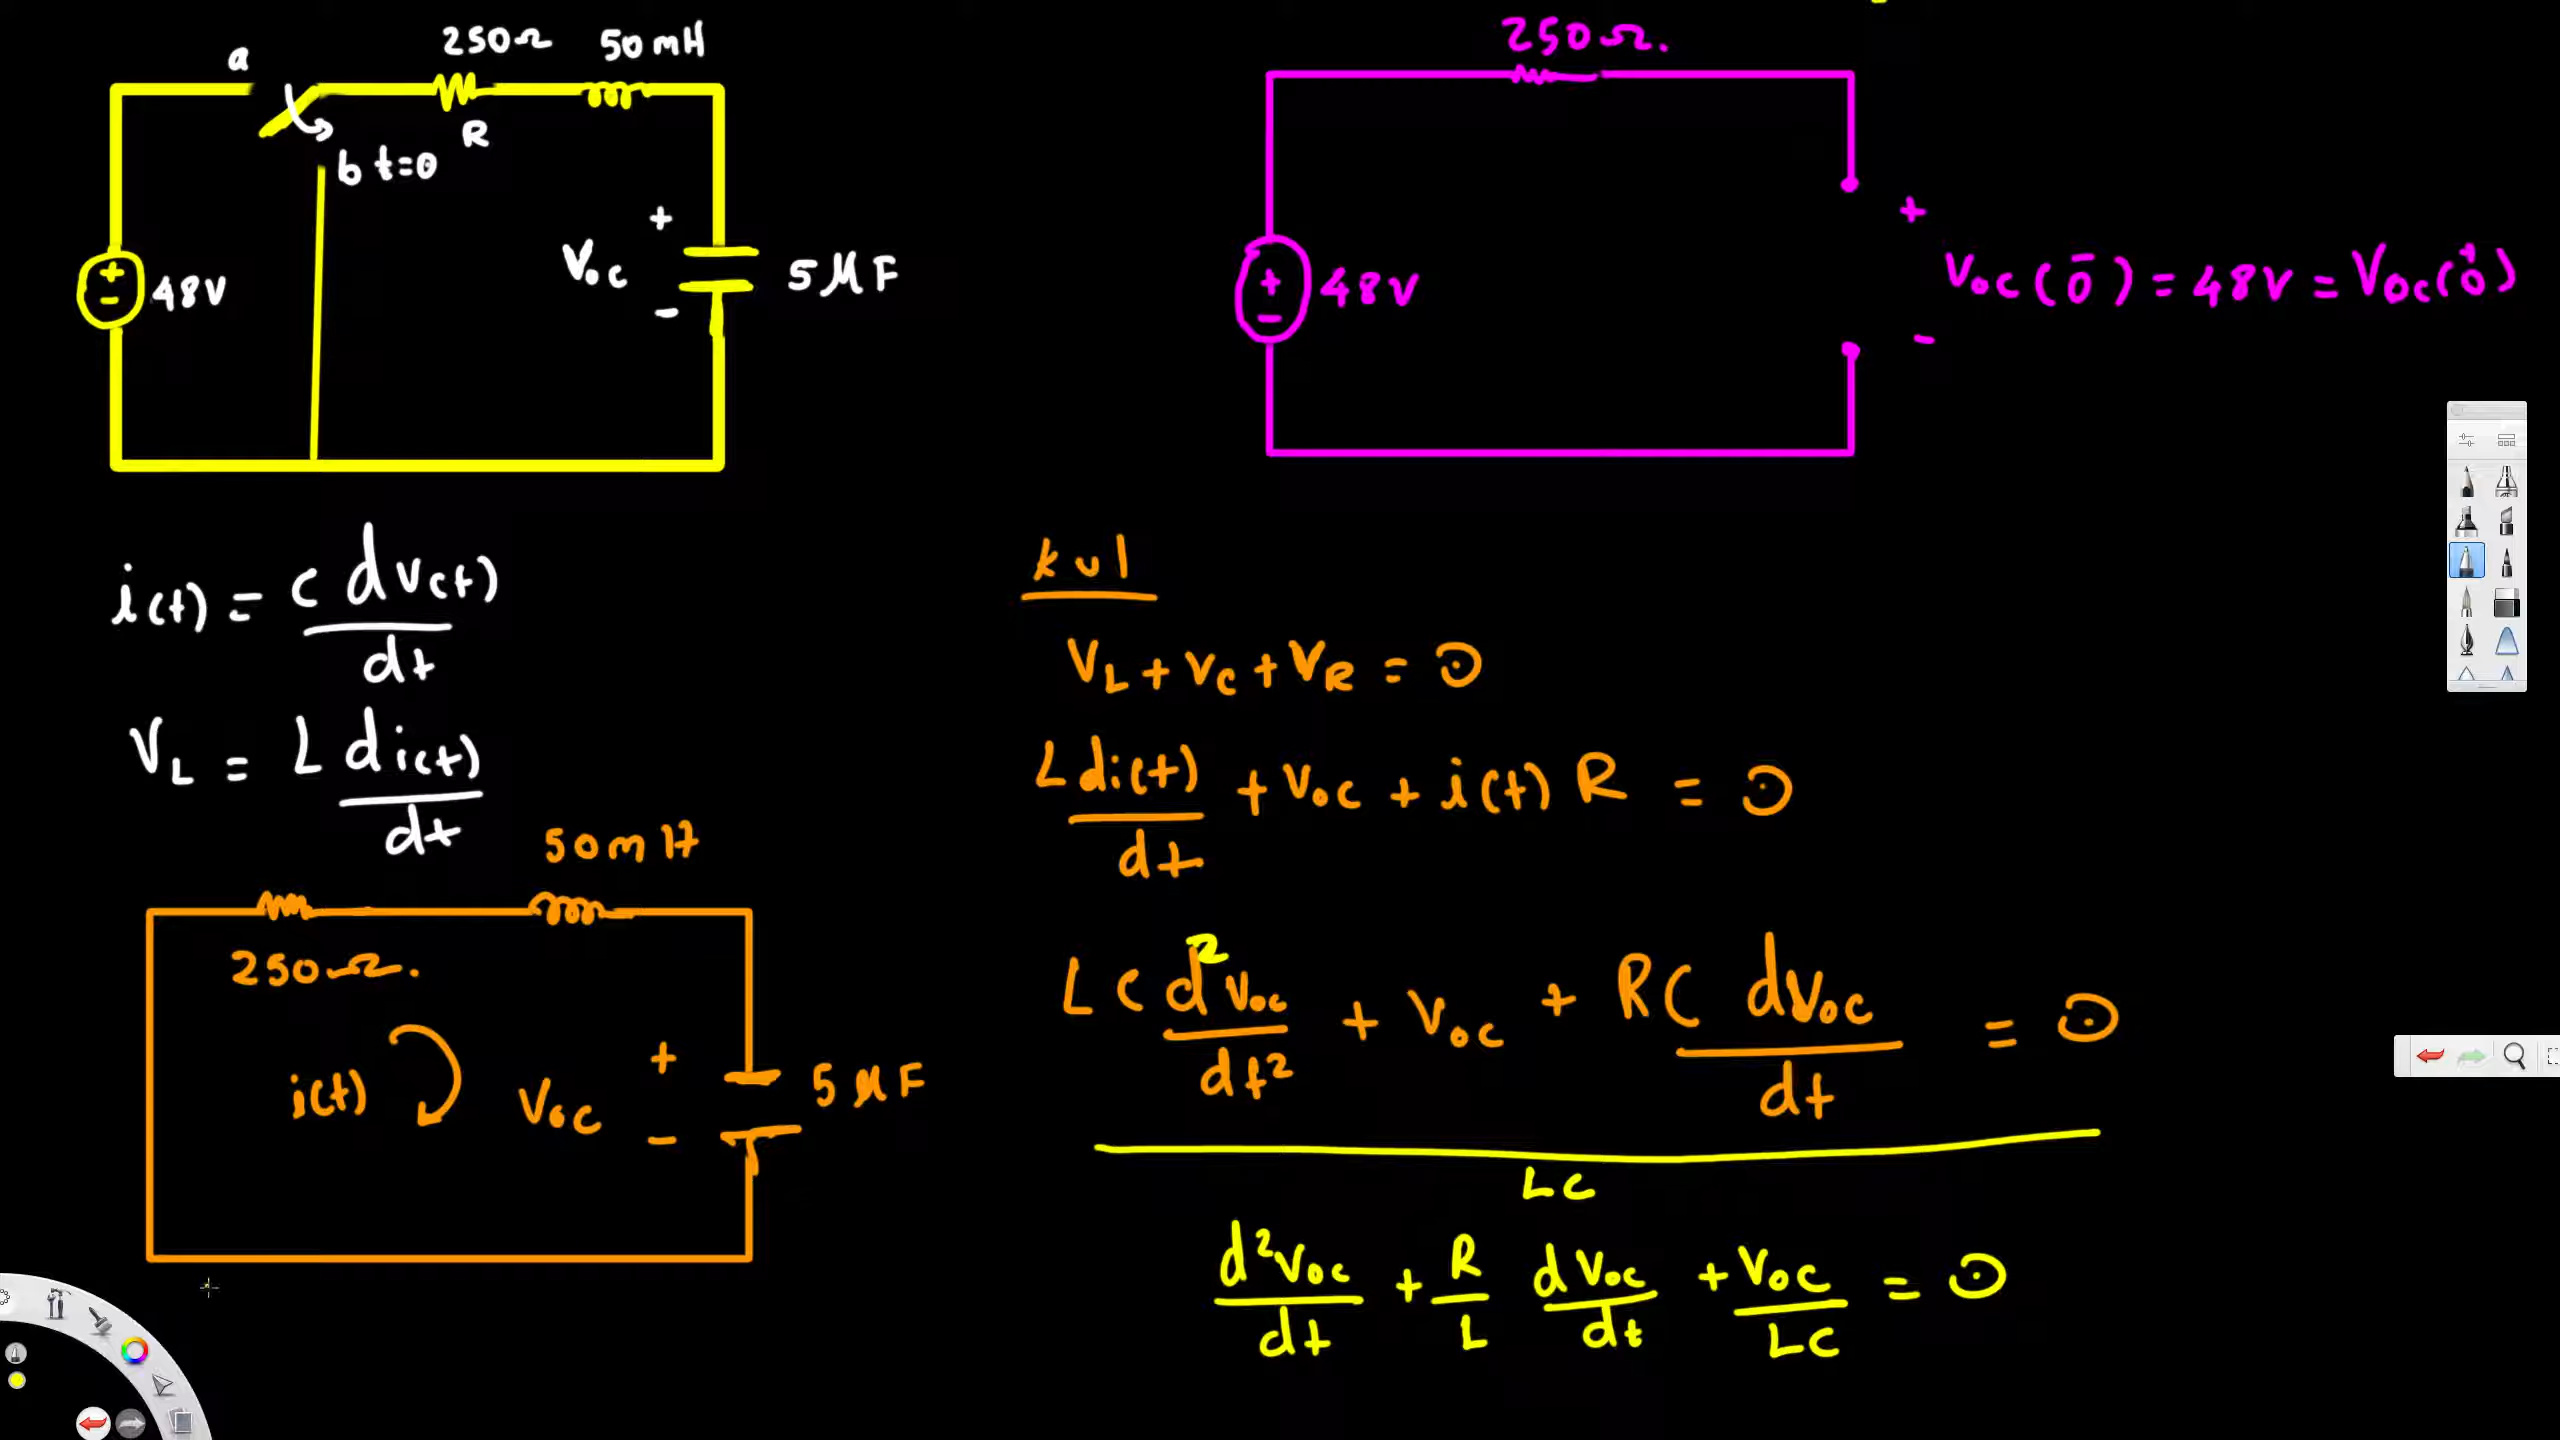 250Ω 50mH
a
R
b t=0
+
Voc
-
+
-
48V
5μF
250Ω.
+
-
48V
+
Voc(0⁻) = 48V = Voc(0⁺)
-
i(t) = C dv(t)/dt
VL = L di(t)/dt
50mH
250Ω.
i(t)
+
Voc
-
5μF
kvl
VL + Vc + VR = 0
L di(t)/dt + Voc + i(t) R = 0
LC d²Voc/dt² + Voc + RC dVoc/dt = 0
LC
d²Voc/dt + R/L dVoc/dt + Voc/LC = 0